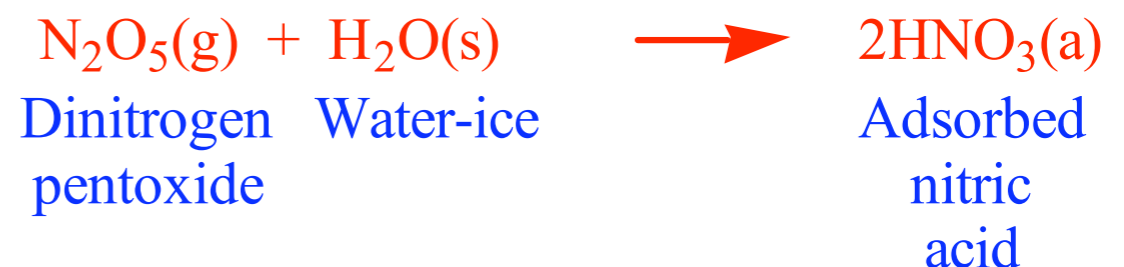 N₂O₅(g) + H₂O(s) ⟶ 2HNO₃(a)
Dinitrogen Water-ice Adsorbed
pentoxide nitric
acid